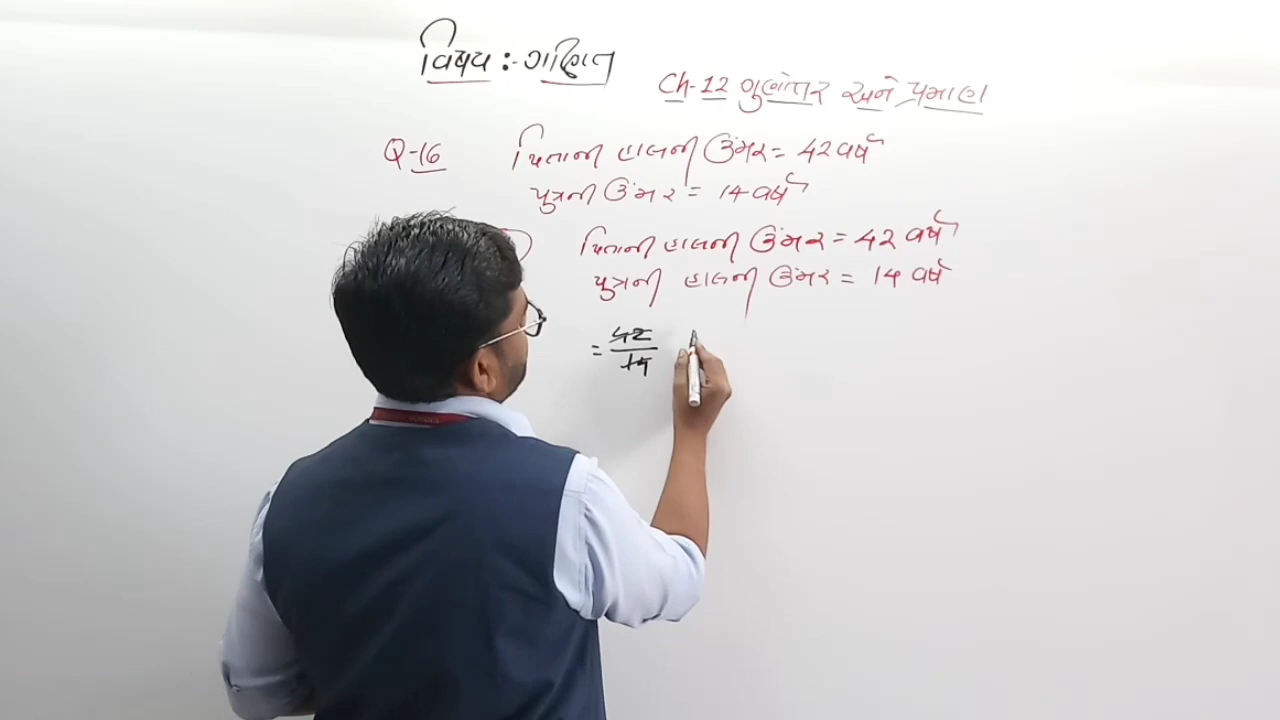 વિષય :- ગણિત
Ch-12 ગુણોત્તર અને પ્રમાણ
Q-16 પિતાની હાલની ઉંમર = 42 વર્ષ
પુત્રની ઉંમર = 14 વર્ષ
પિતાની હાલની ઉંમર = 42 વર્ષ
પુત્રની હાલની ઉંમર = 14 વર્ષ
= 42
14